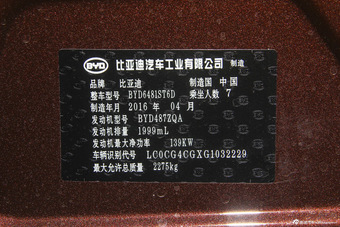 BYD 比亚迪汽车工业有限公司 制造
品牌 比亚迪 制造国 中国
整车型号 BYD6481ST6D 乘坐人数 7
制造年月 2016 年 04 月
发动机型号 BYD487ZQA
发动机排量 1999mL
发动机最大净功率 139KW
车辆识别代号 LC0CG4CGXG1032229
最大允许总质量 2275kg